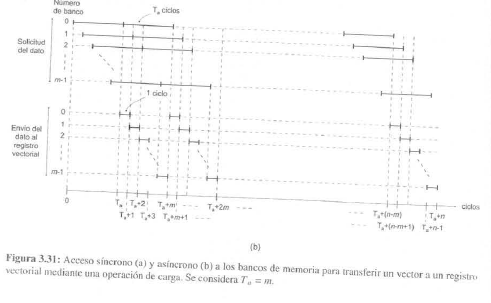 Número
de banco
Tₐ ciclos
0
1
2
Solicitud
del dato
m-1
1 ciclo
0
1
2
Envío del
dato al
registro
vectorial
m-1
0
Tₐ Tₐ+2 Tₐ+m Tₐ+2m Tₐ+(n-m) Tₐ+n ciclos
Tₐ+1 Tₐ+3 Tₐ+m+1 Tₐ+(n-m+1) Tₐ+n-1
(b)
Figura 3.31: Acceso síncrono (a) y asíncrono (b) a los bancos de memoria para transferir un vector a un registro
vectorial mediante una operación de carga. Se considera Tₐ = m.